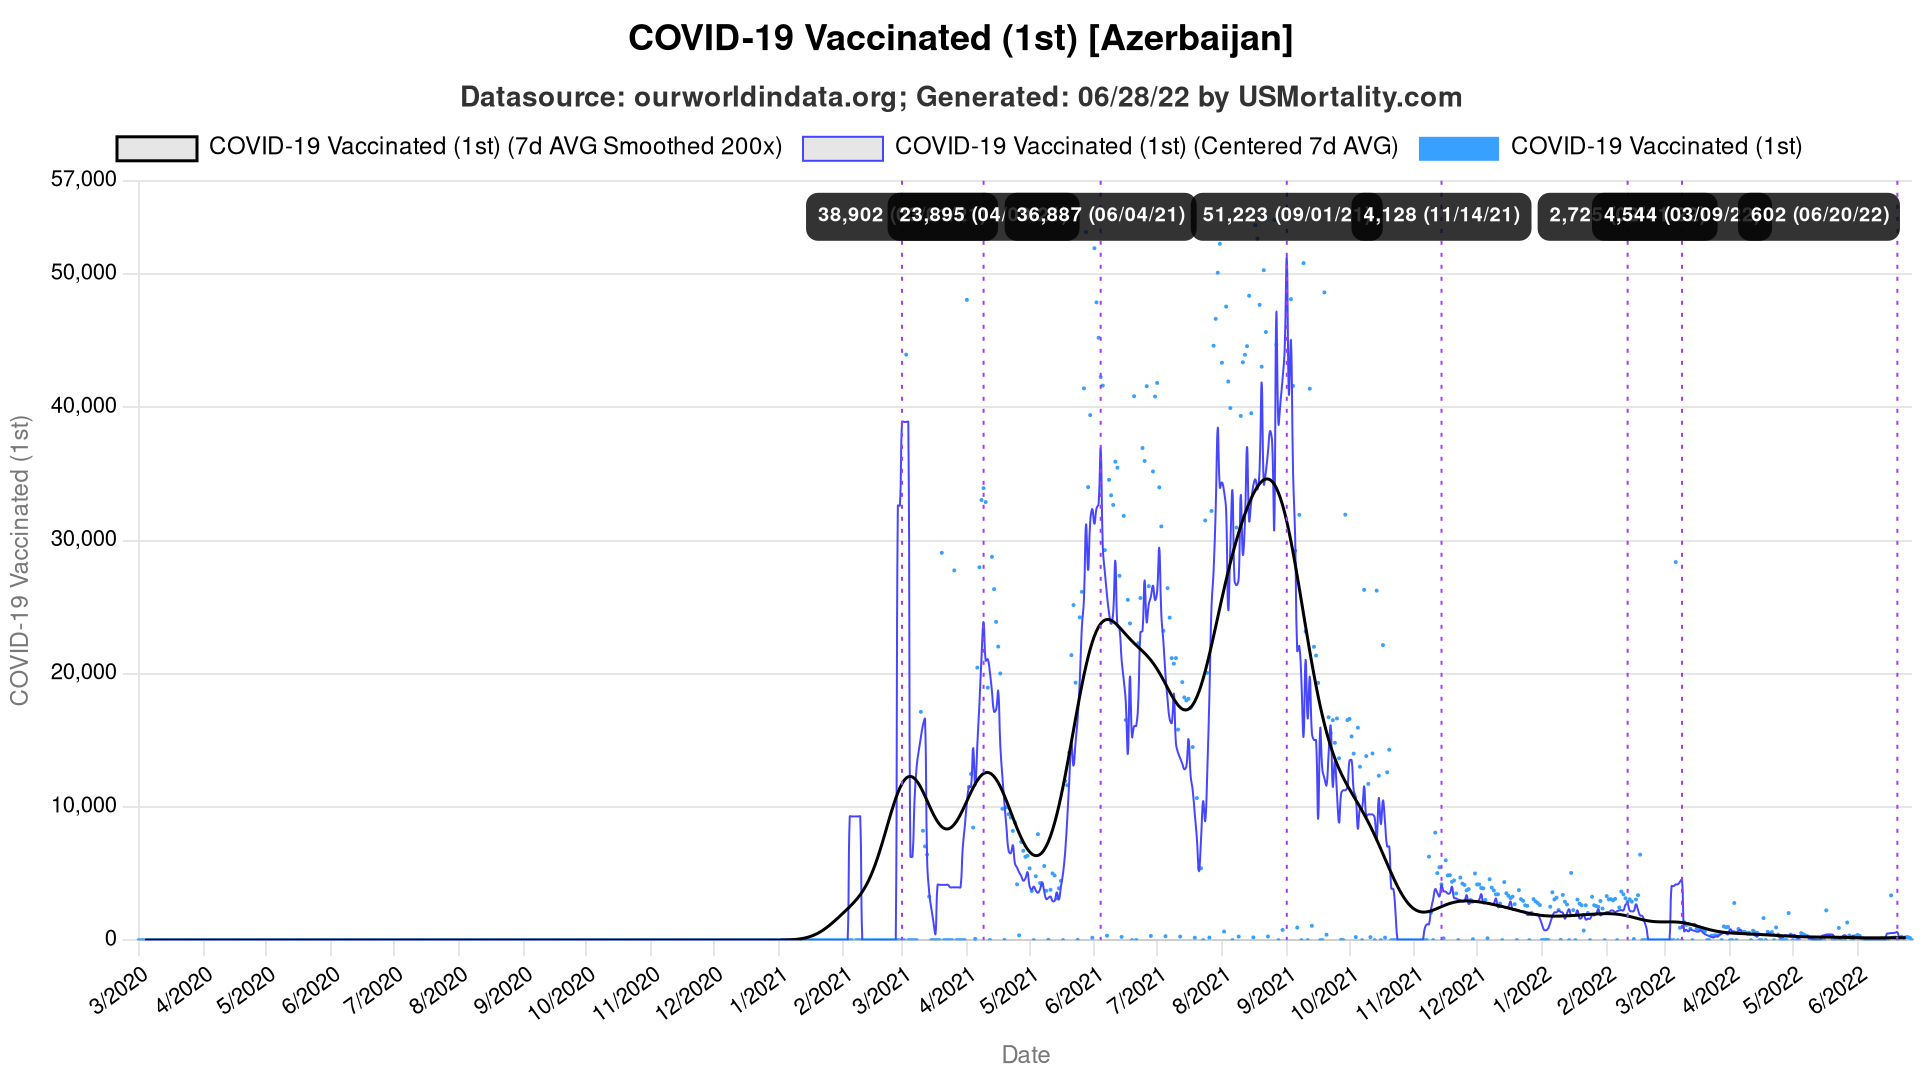 COVID-19 Vaccinated (1st) [Azerbaijan]
Datasource: ourworldindata.org; Generated: 06/28/22 by USMortality.com
COVID-19 Vaccinated (1st) (7d AVG Smoothed 200x) COVID-19 Vaccinated (1st) (Centered 7d AVG) COVID-19 Vaccinated (1st)
57,000
38,902 23,895 (04/ 36,887 (06/04/21) 51,223 (09/01/21) 4,128 (11/14/21) 2,725 4,544 (03/09/22 602 (06/20/22)
50,000
40,000
30,000
20,000
10,000
0
COVID-19 Vaccinated (1st)
3/2020 4/2020 5/2020 6/2020 7/2020 8/2020 9/2020 10/2020 11/2020 12/2020 1/2021 2/2021 3/2021 4/2021 5/2021 6/2021 7/2021 8/2021 9/2021 10/2021 11/2021 12/2021 1/2022 2/2022 3/2022 4/2022 5/2022 6/2022
Date